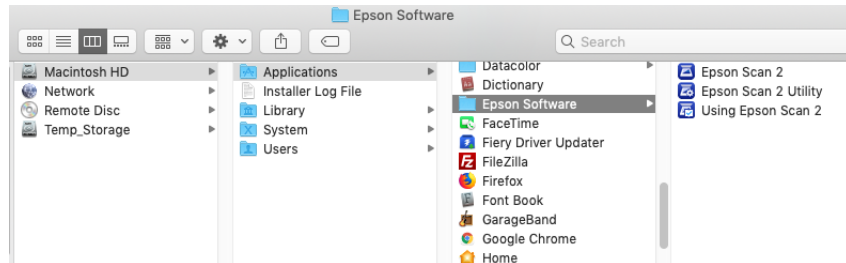 Epson Software
Search
Macintosh HD
Network
Remote Disc
Temp_Storage
Applications
Installer Log File
Library
System
Users
Datacolor
Dictionary
Epson Software
FaceTime
Fiery Driver Updater
FileZilla
Firefox
Font Book
GarageBand
Google Chrome
Home
Epson Scan 2
Epson Scan 2 Utility
Using Epson Scan 2